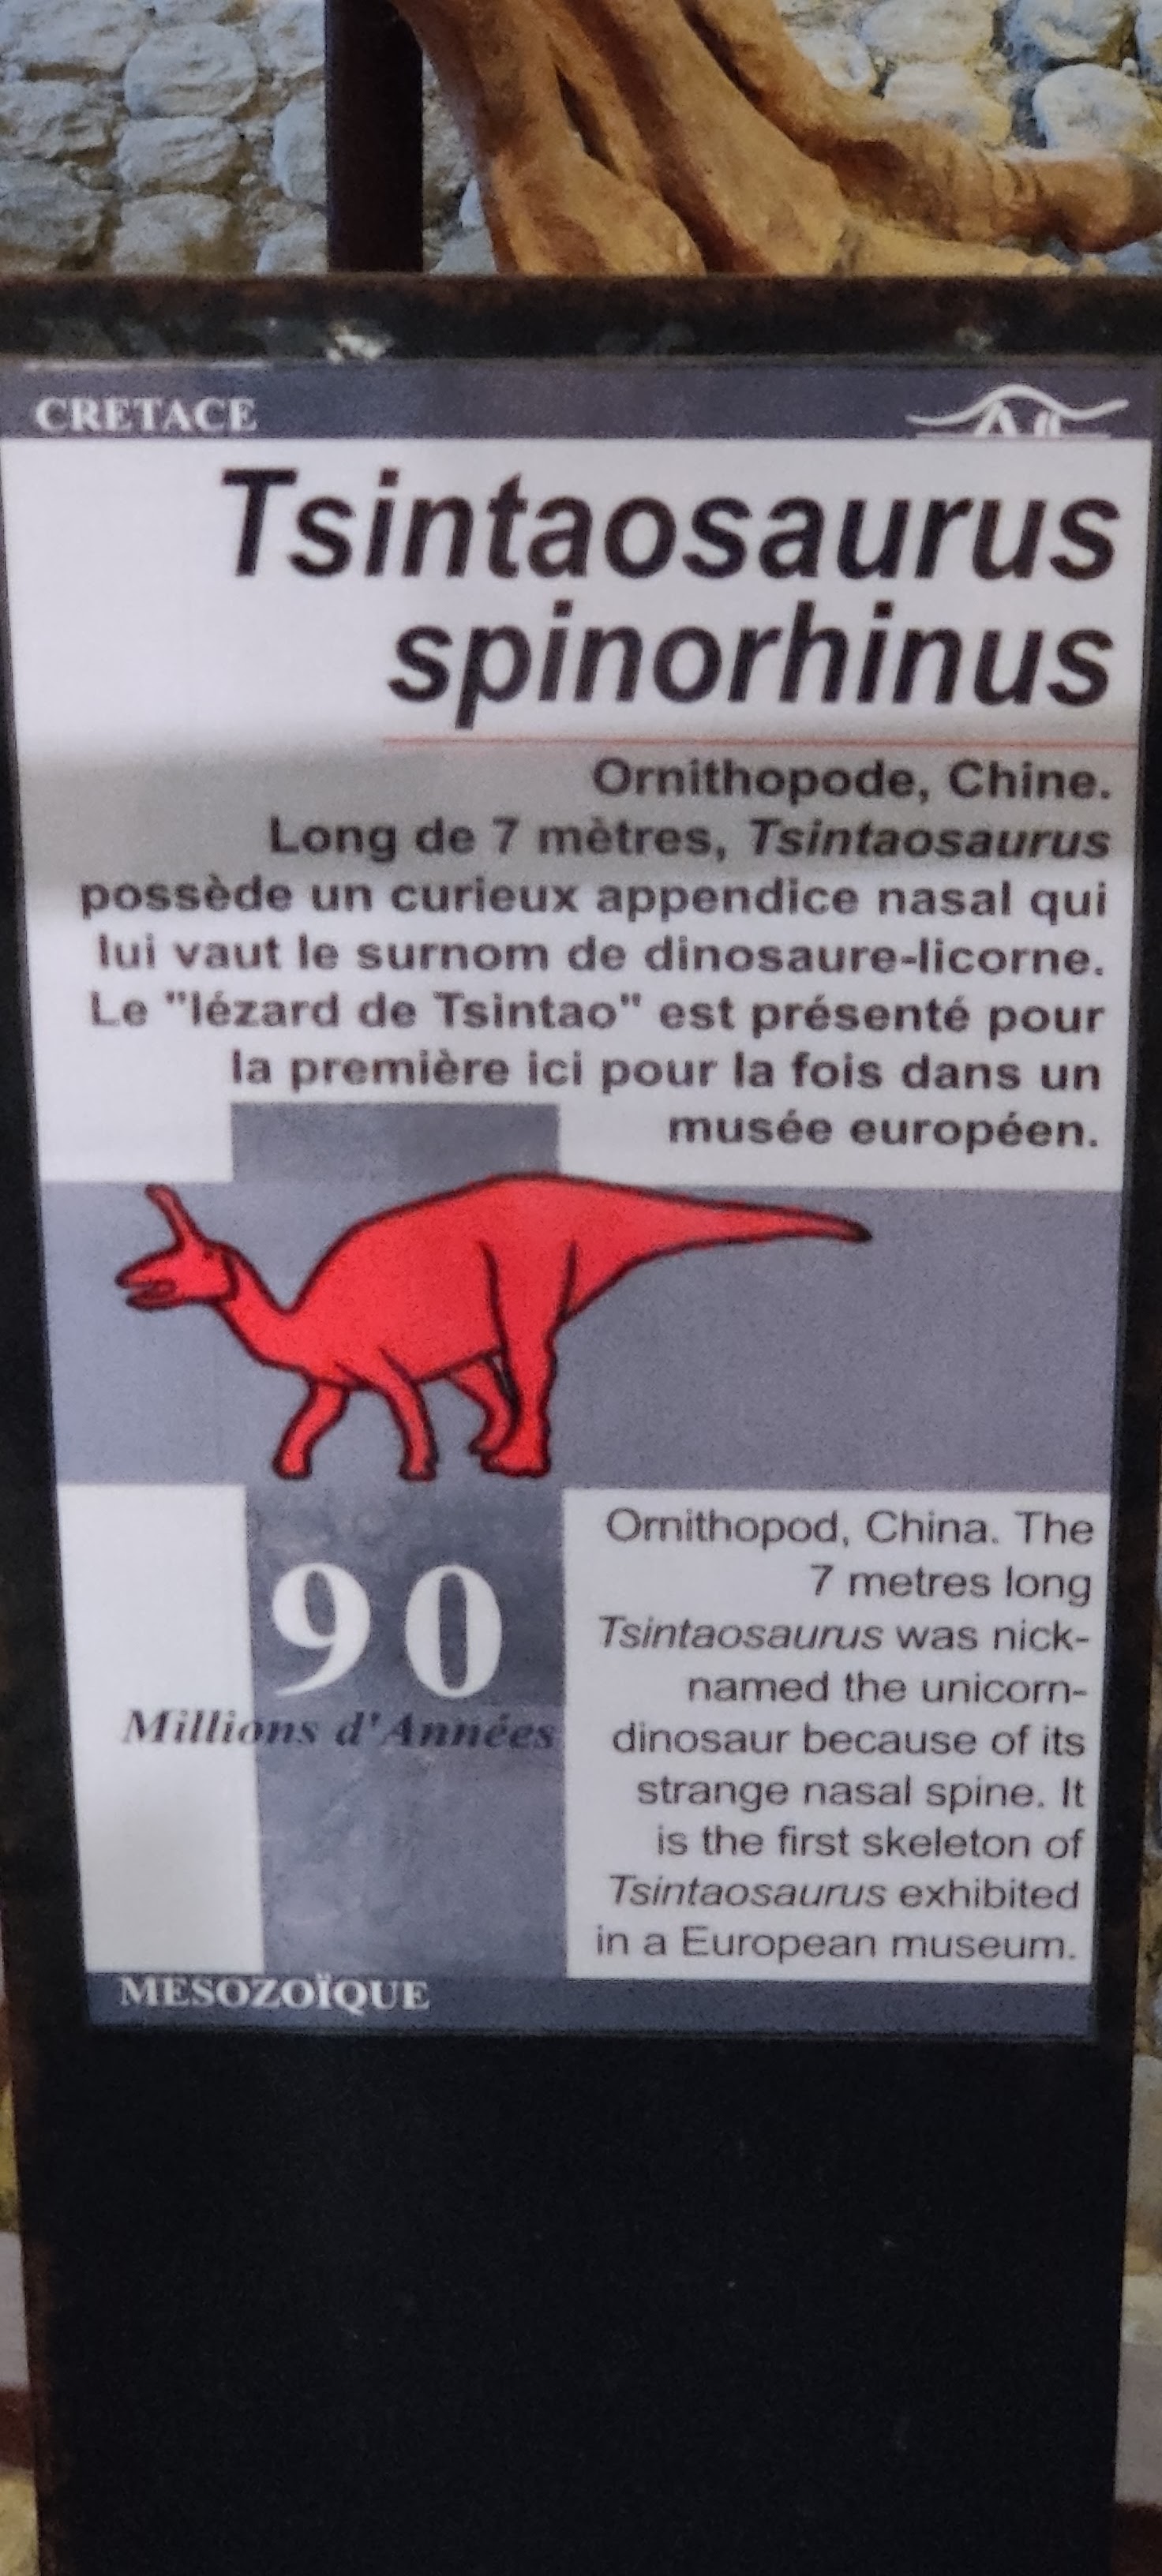 CRETACE
Tsintaosaurus
spinorhinus
Ornithopode, Chine.
Long de 7 mètres, Tsintaosaurus
possède un curieux appendice nasal qui
lui vaut le surnom de dinosaure-licorne.
Le "lézard de Tsintao" est présenté pour
la première ici pour la fois dans un
musée européen.
90
Millions d'Années
Ornithopod, China. The
7 metres long
Tsintaosaurus was nick-
named the unicorn-
dinosaur because of its
strange nasal spine. It
is the first skeleton of
Tsintaosaurus exhibited
in a European museum.
MESOZOÏQUE